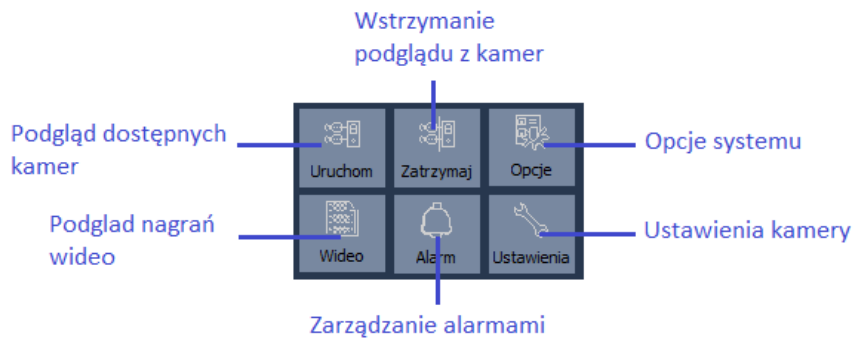 Wstrzymanie
podglądu z kamer
Podgląd dostępnych
kamer
Uruchom
Zatrzymaj
Opcje
Opcje systemu
Podglad nagrań
wideo
Wideo
Alarm
Ustawienia
Ustawienia kamery
Zarządzanie alarmami